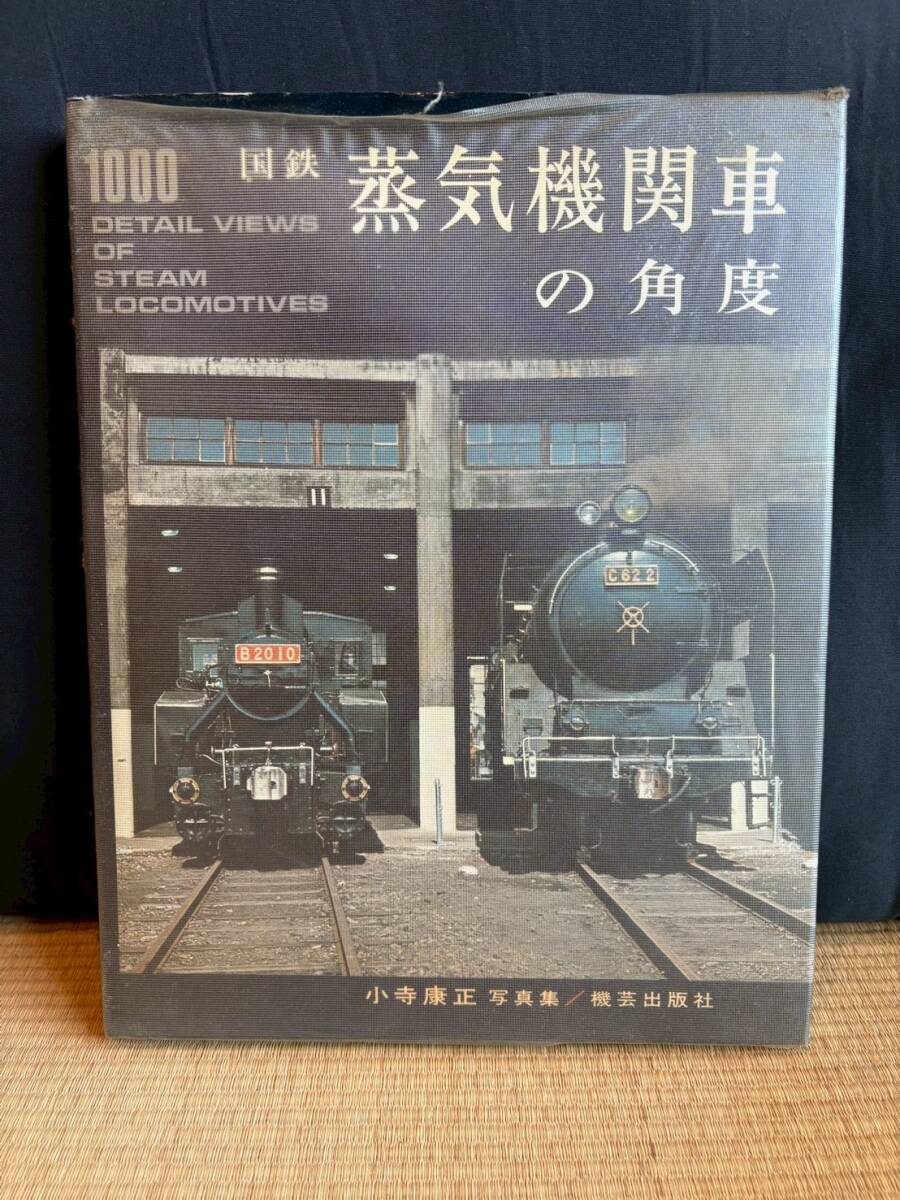 1000
DETAIL VIEWS
OF
STEAM
LOCOMOTIVES
国鉄 蒸気機関車
の角度
11
B2010
C622
小寺康正 写真集/機芸出版社